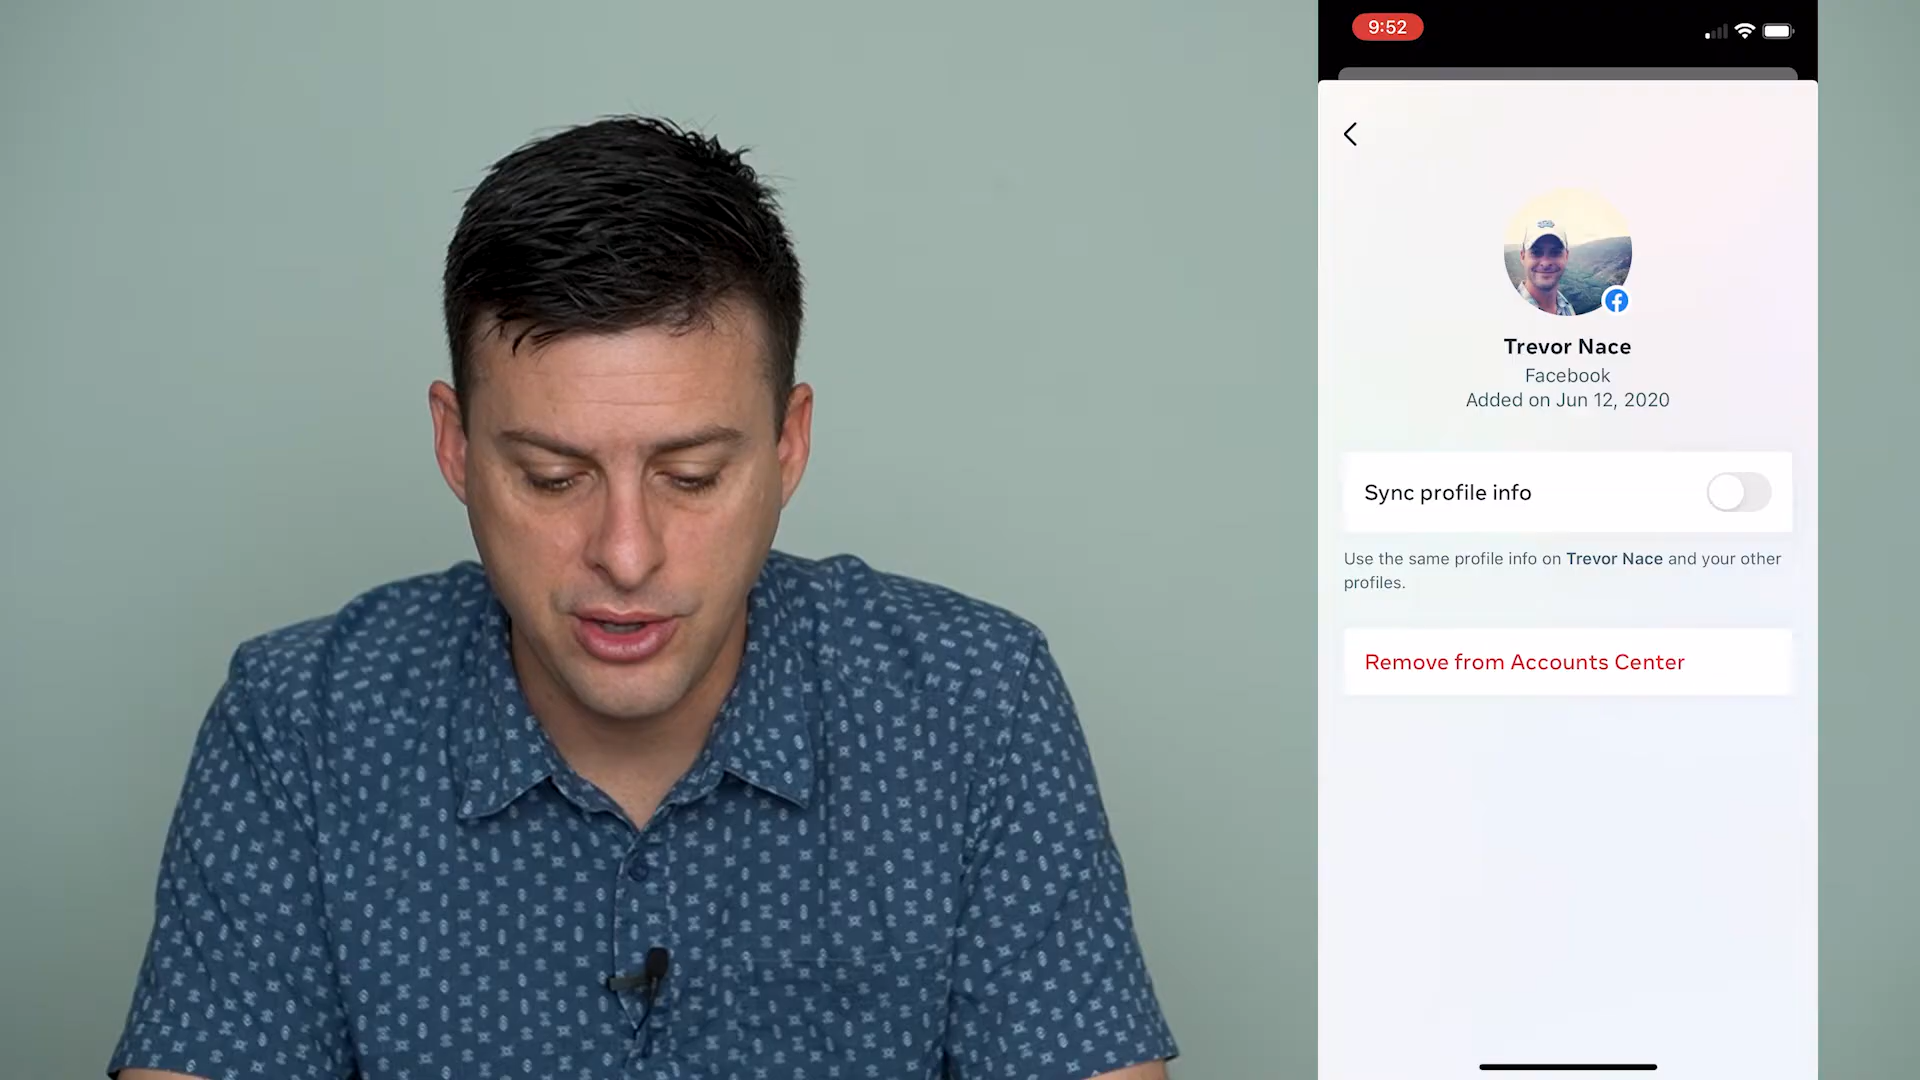 9:52
Trevor Nace
Facebook
Added on Jun 12, 2020
Sync profile info
Use the same profile info on Trevor Nace and your other
profiles.
Remove from Accounts Center